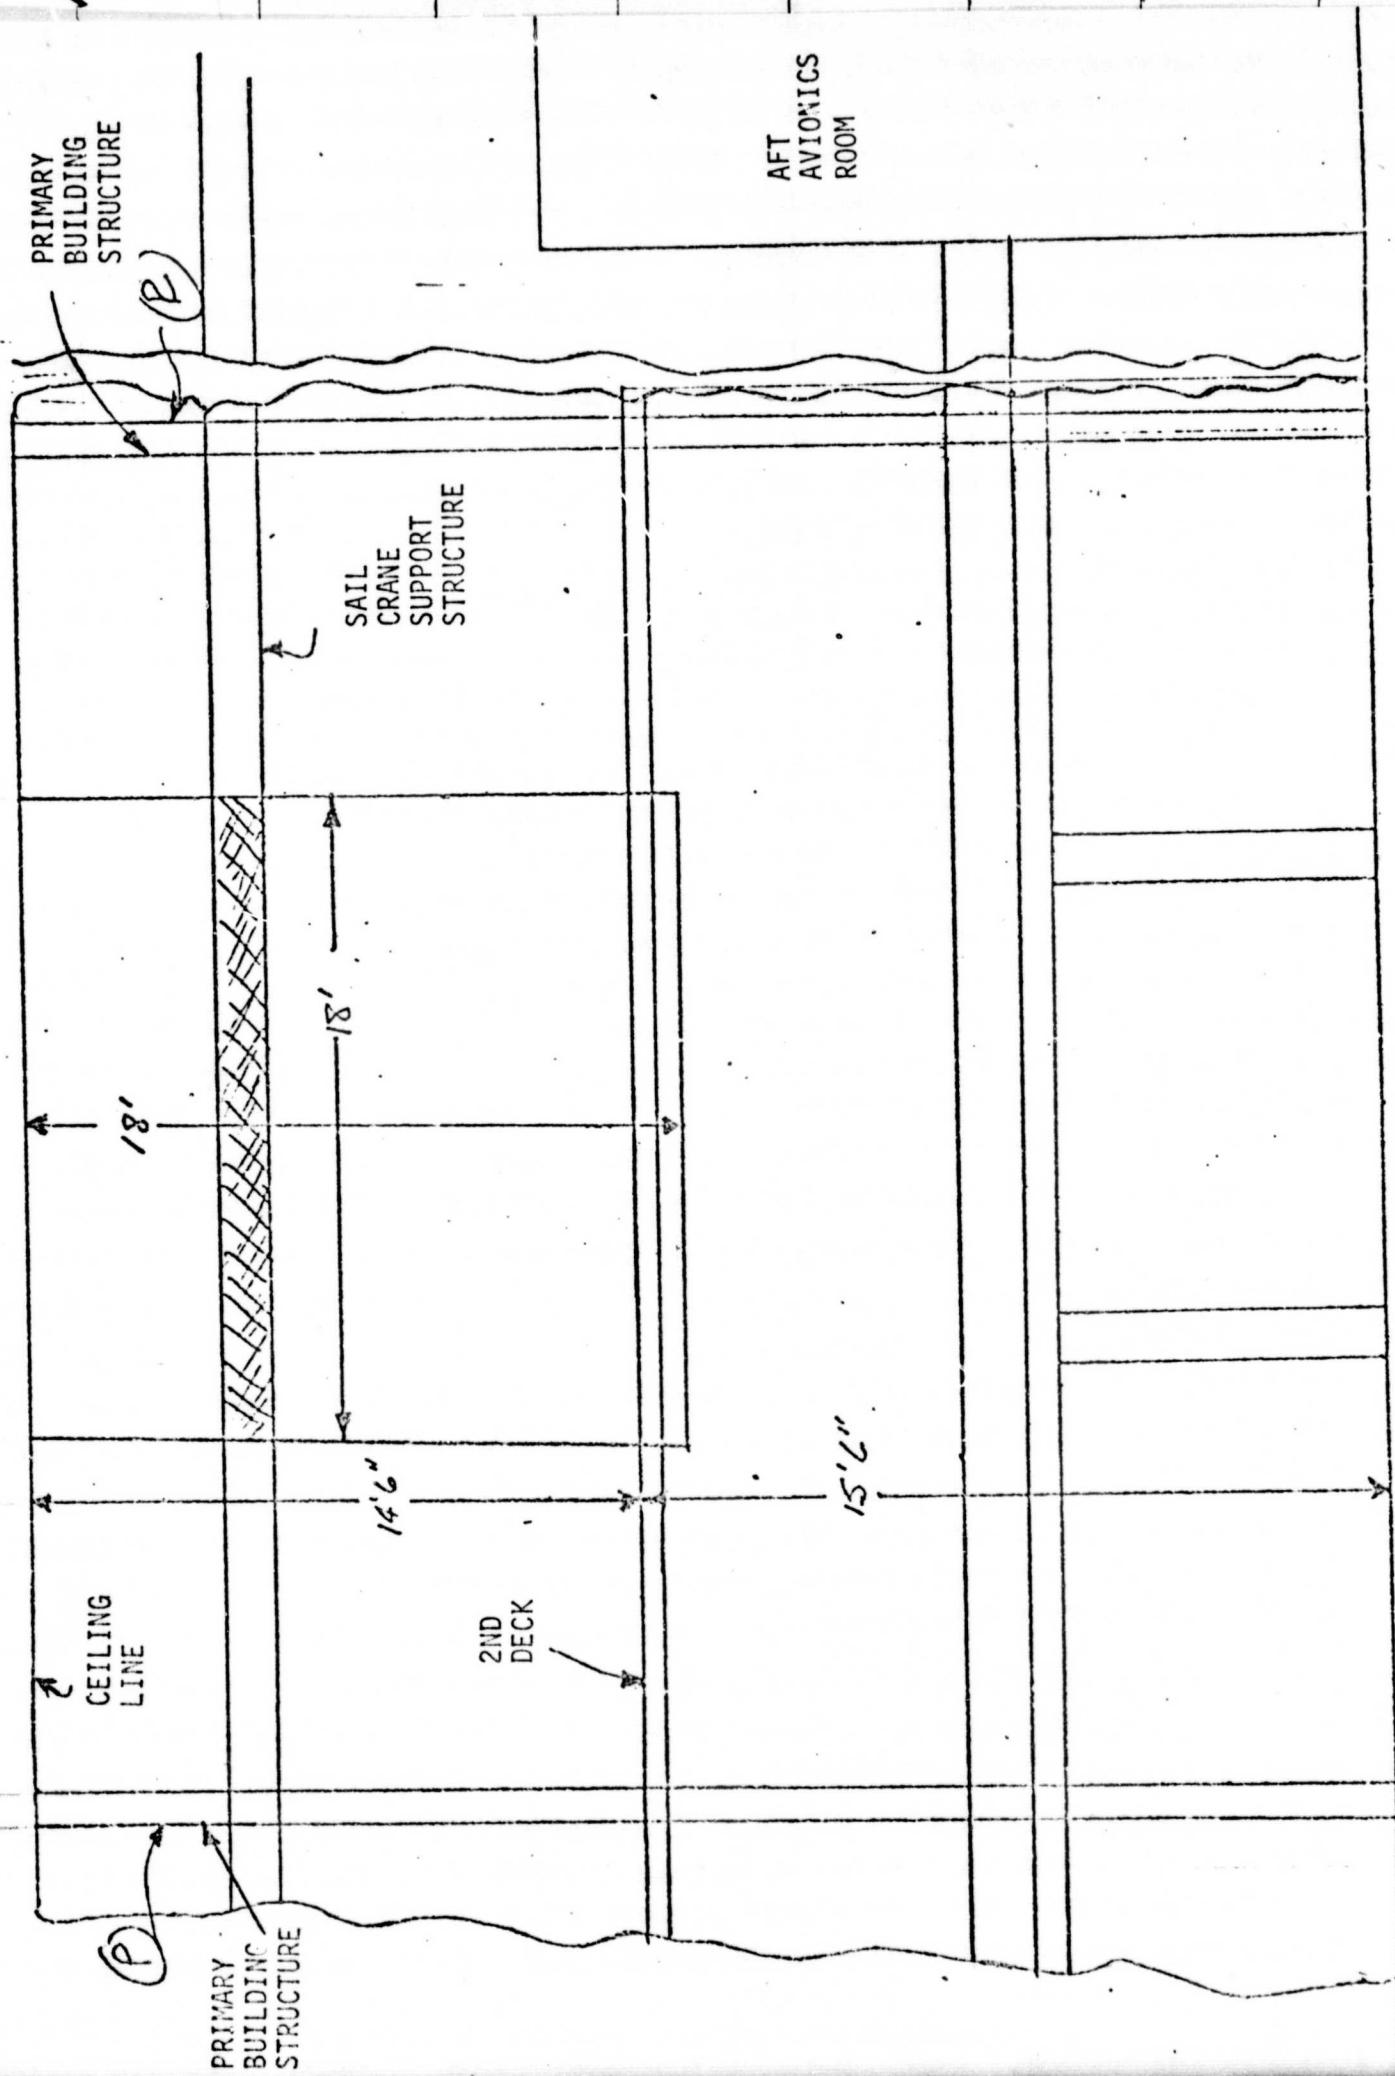 PRIMARY
BUILDING
STRUCTURE
P
AFT
AVIONICS
ROOM
SAIL
CRANE
SUPPORT
STRUCTURE
18'
18'
14'6"
15'6"
CEILING
LINE
2ND
DECK
P
PRIMARY
BUILDING
STRUCTURE